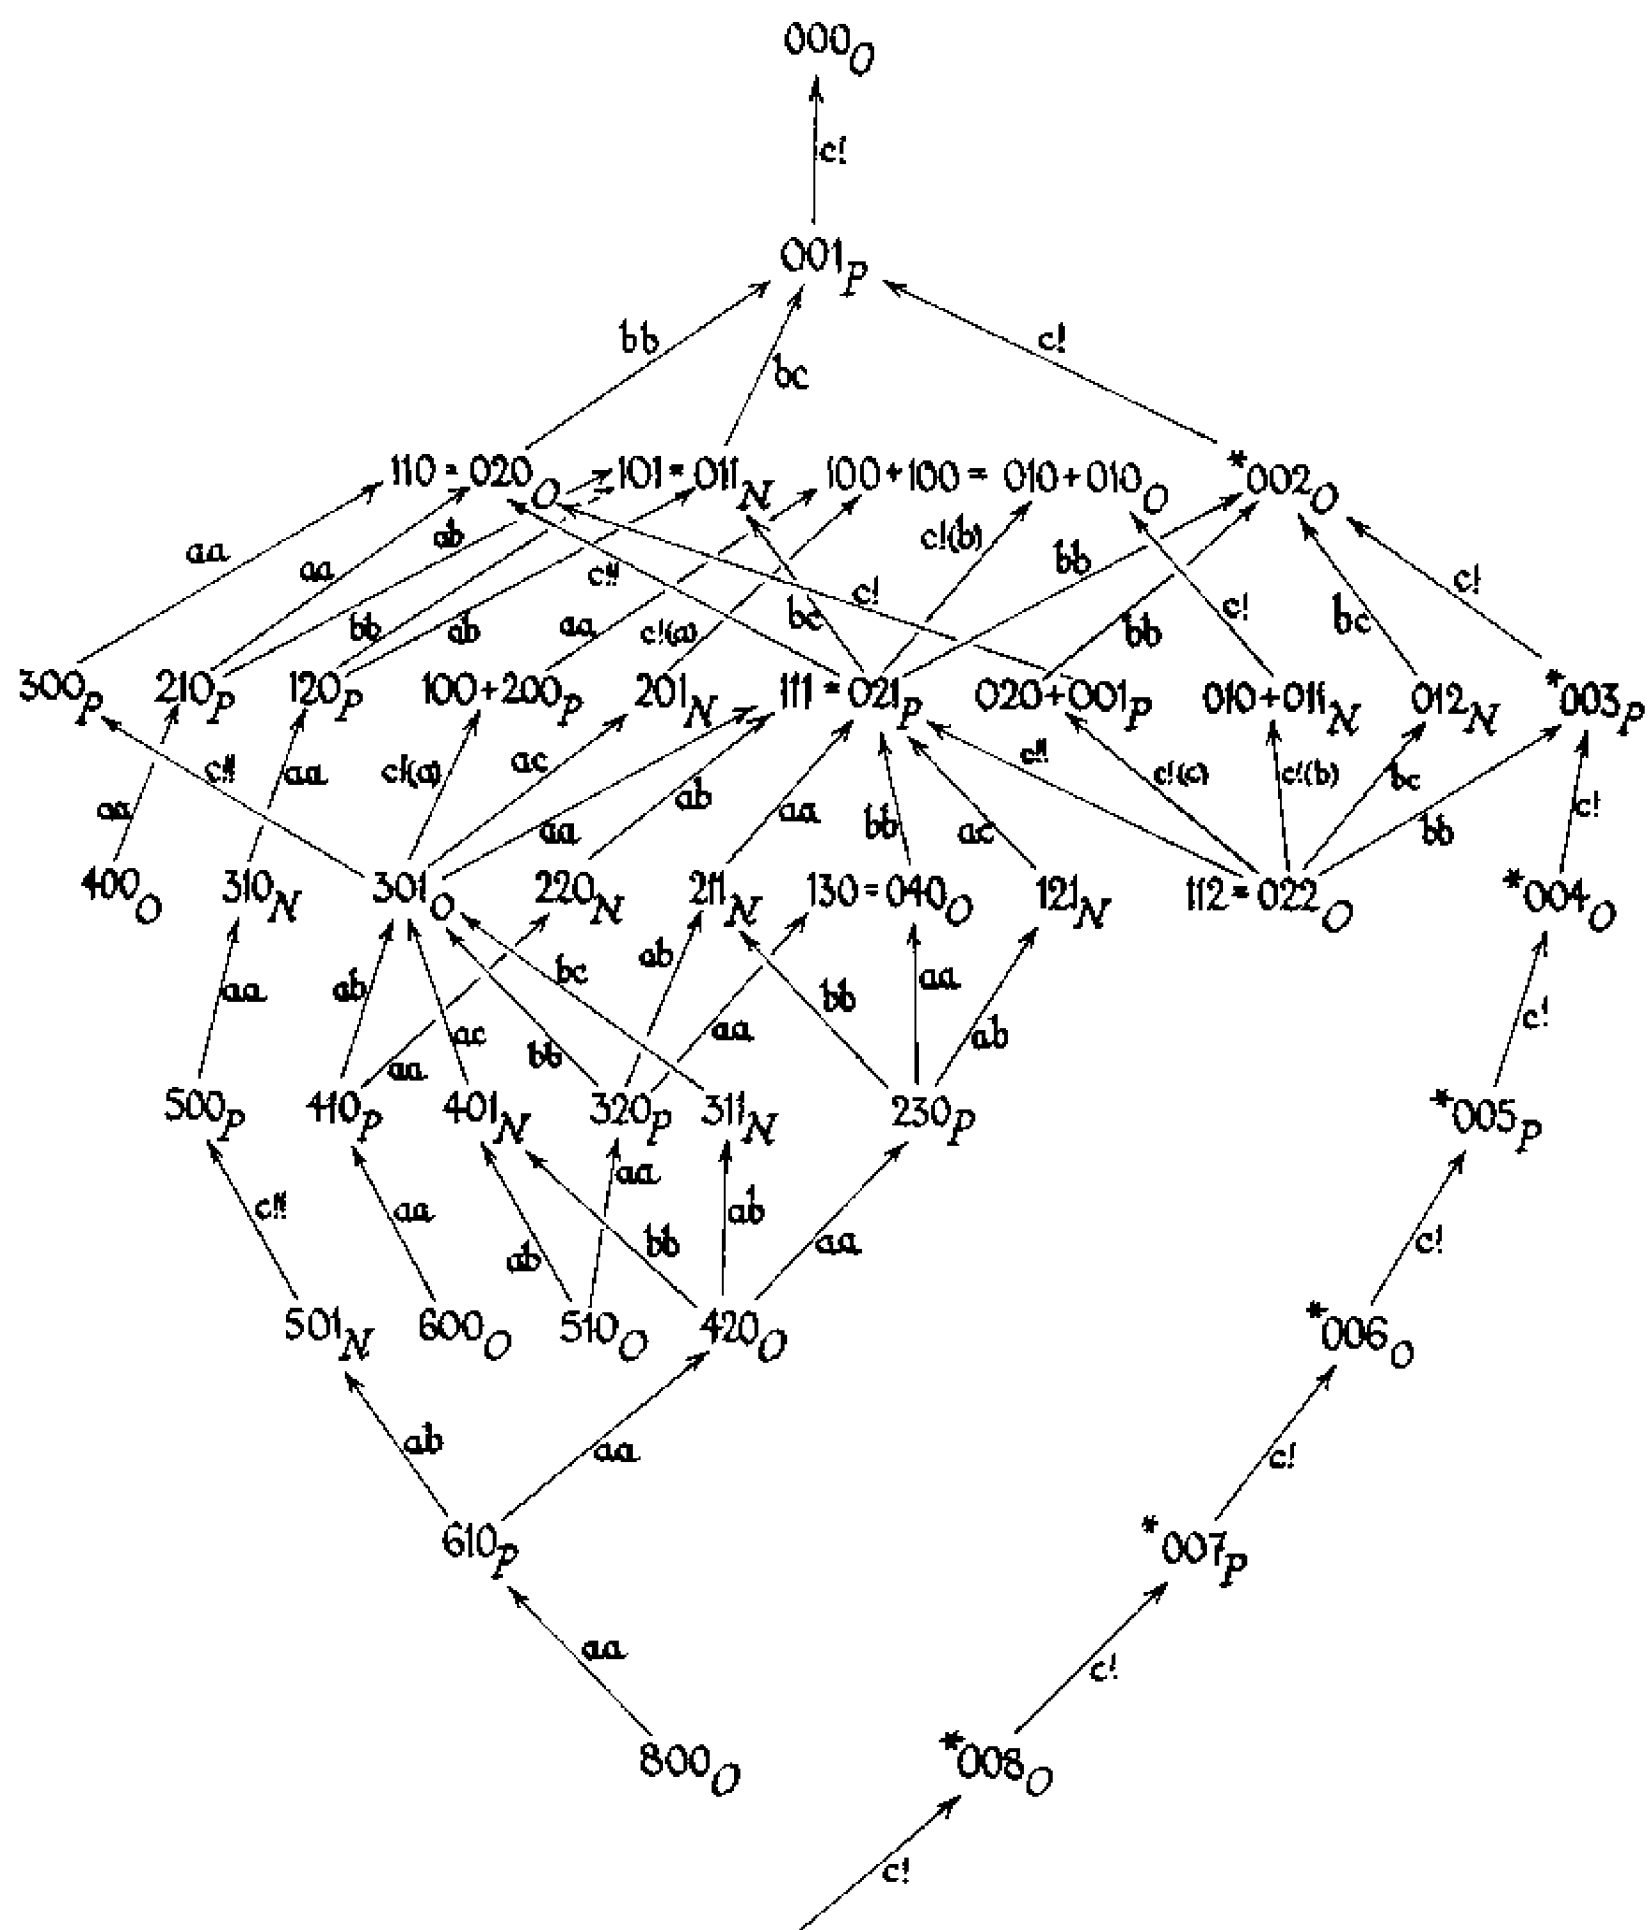 000O
c!
001P
bb bc c!
110 = 020O 101 = 011N 100 + 100 = 010 + 010O *002O
aa aa ab bb ab c!! aa c!(a) bc c!(b) c! bb bb c! bc c!
300P 210P 120P 100 + 200P 201N 111 = 021P 020 + 001P 010 + 011N 012N *003P
aa c!! aa c!(a) ac aa ab aa bb ac c!! c!(c) c!(b) bc bb c!
400O 310N 301O 220N 211N 130 = 040O 121N 112 = 022O *004O
aa ab aa ac bb bc ab aa bb aa ab c!
500P 410P 401N 320P 311N 230P *005P
c!! aa ab aa bb ab aa c!
501N 600O 510O 420O *006O
ab aa c!
610P *007P
aa c!
800O *008O
c!